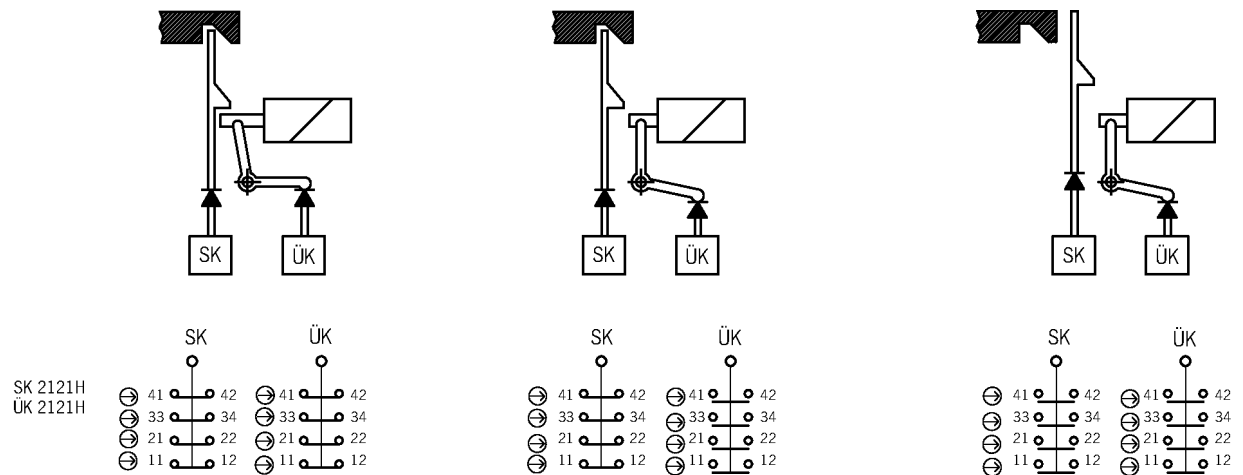 SK ÜK SK ÜK SK ÜK
SK ÜK SK ÜK SK ÜK
SK 2121H
ÜK 2121H
41 42 41 42 41 42 41 42 41 42 41 42
33 34 33 34 33 34 33 34 33 34 33 34
21 22 21 22 21 22 21 22 21 22 21 22
11 12 11 12 11 12 11 12 11 12 11 12